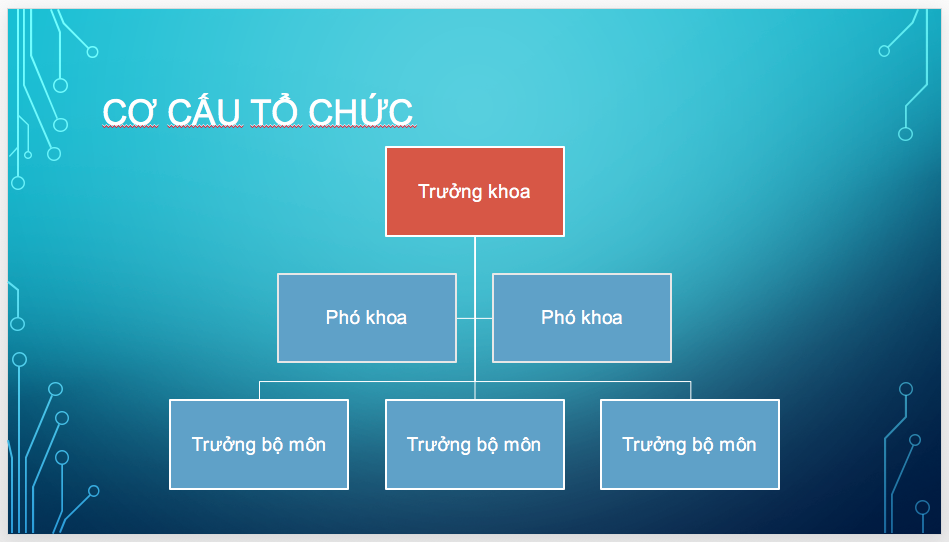 CƠ CẤU TỔ CHỨC
Trưởng khoa
Phó khoa
Phó khoa
Trưởng bộ môn
Trưởng bộ môn
Trưởng bộ môn